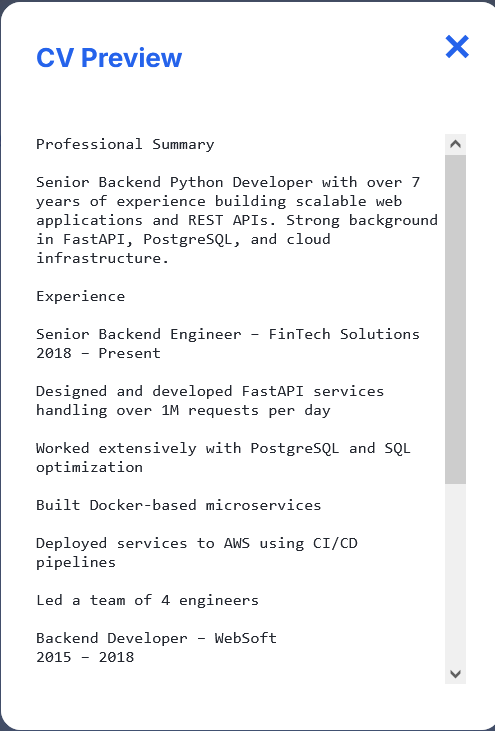 CV Preview
Professional Summary
Senior Backend Python Developer with over 7
years of experience building scalable web
applications and REST APIs. Strong background
in FastAPI, PostgreSQL, and cloud
infrastructure.
Experience
Senior Backend Engineer – FinTech Solutions
2018 – Present
Designed and developed FastAPI services
handling over 1M requests per day
Worked extensively with PostgreSQL and SQL
optimization
Built Docker-based microservices
Deployed services to AWS using CI/CD
pipelines
Led a team of 4 engineers
Backend Developer – WebSoft
2015 – 2018